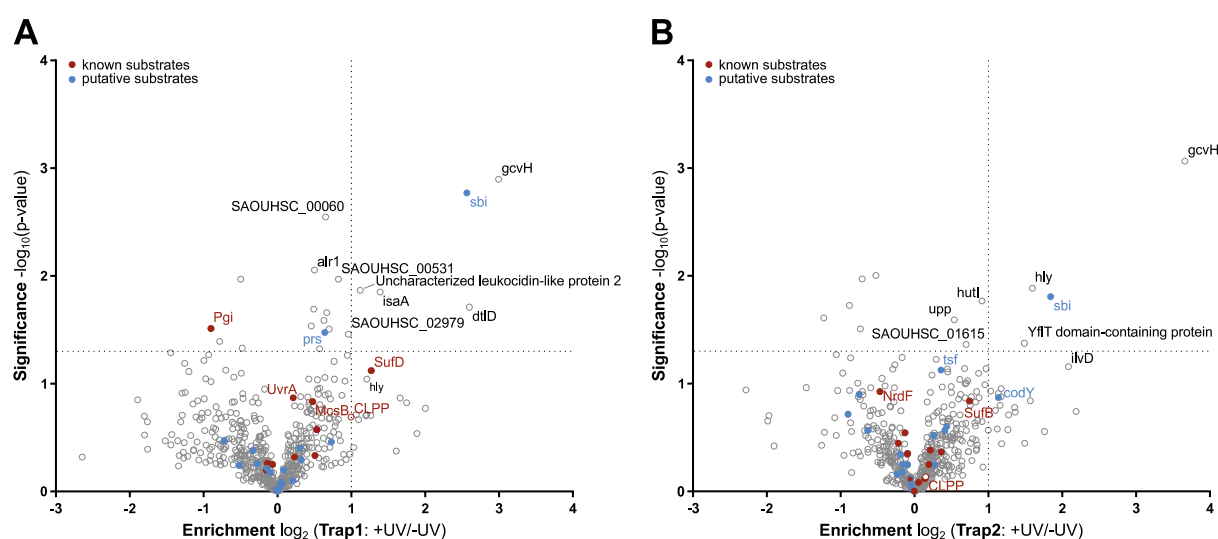 A
known substrates
putative substrates
Significance -log10(p-value)
4
3
2
1
0
gcvH
sbi
SAOUHSC_00060
alr1
SAOUHSC_00531
Uncharacterized leukocidin-like protein 2
isaA
dtlD
SAOUHSC_02979
Pgi
prs
SufD
hly
UvrA
McsB
CLPP
-3
-2
-1
0
1
2
3
4
Enrichment log2 (Trap1: +UV/-UV)
B
known substrates
putative substrates
Significance -log10(p-value)
4
3
2
1
0
gcvH
hly
hutI
sbi
upp
SAOUHSC_01615
YflT domain-containing protein
tsf
ilvD
NrdF
codY
SufB
CLPP
-3
-2
-1
0
1
2
3
4
Enrichment log2 (Trap2: +UV/-UV)